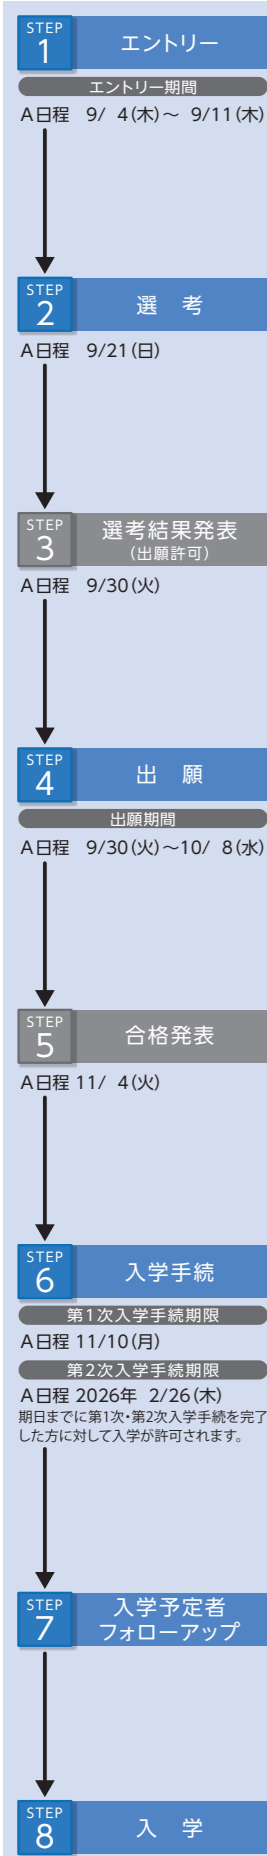 STEP
1
エントリー
エントリー期間
A日程　9/ 4(木)～ 9/11(木)
STEP
2
選　考
A日程　9/21(日)
STEP
3
選考結果発表
(出願許可)
A日程　9/30(火)
STEP
4
出　願
出願期間
A日程　9/30(火)～10/ 8(水)
STEP
5
合格発表
A日程 11/ 4(火)
STEP
6
入学手続
第1次入学手続期限
A日程 11/10(月)
第2次入学手続期限
A日程 2026年 2/26(木)
期日までに第1次・第2次入学手続を完了
した方に対して入学が許可されます。
STEP
7
入学予定者
フォローアップ
STEP
8
入　学